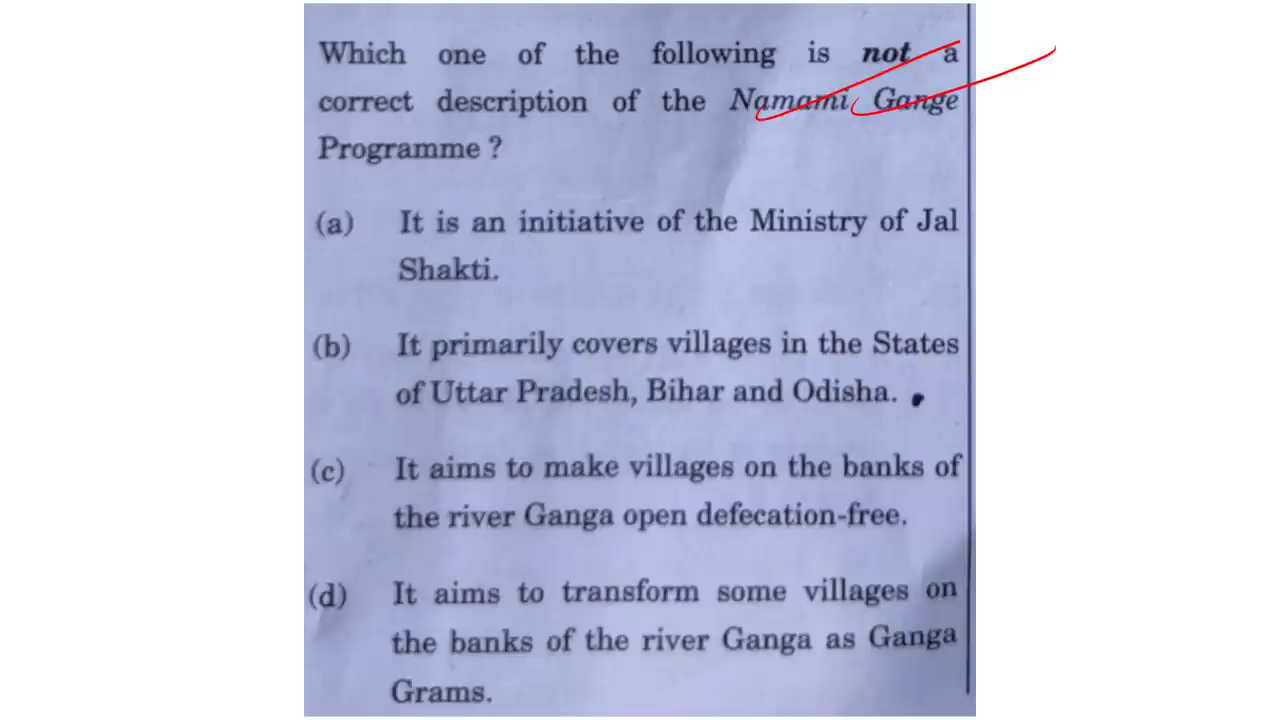 Which one of the following is not a
correct description of the Namami Gange
Programme ?
(a) It is an initiative of the Ministry of Jal
Shakti.
(b) It primarily covers villages in the States
of Uttar Pradesh, Bihar and Odisha.
(c) It aims to make villages on the banks of
the river Ganga open defecation-free.
(d) It aims to transform some villages on
the banks of the river Ganga as Ganga
Grams.